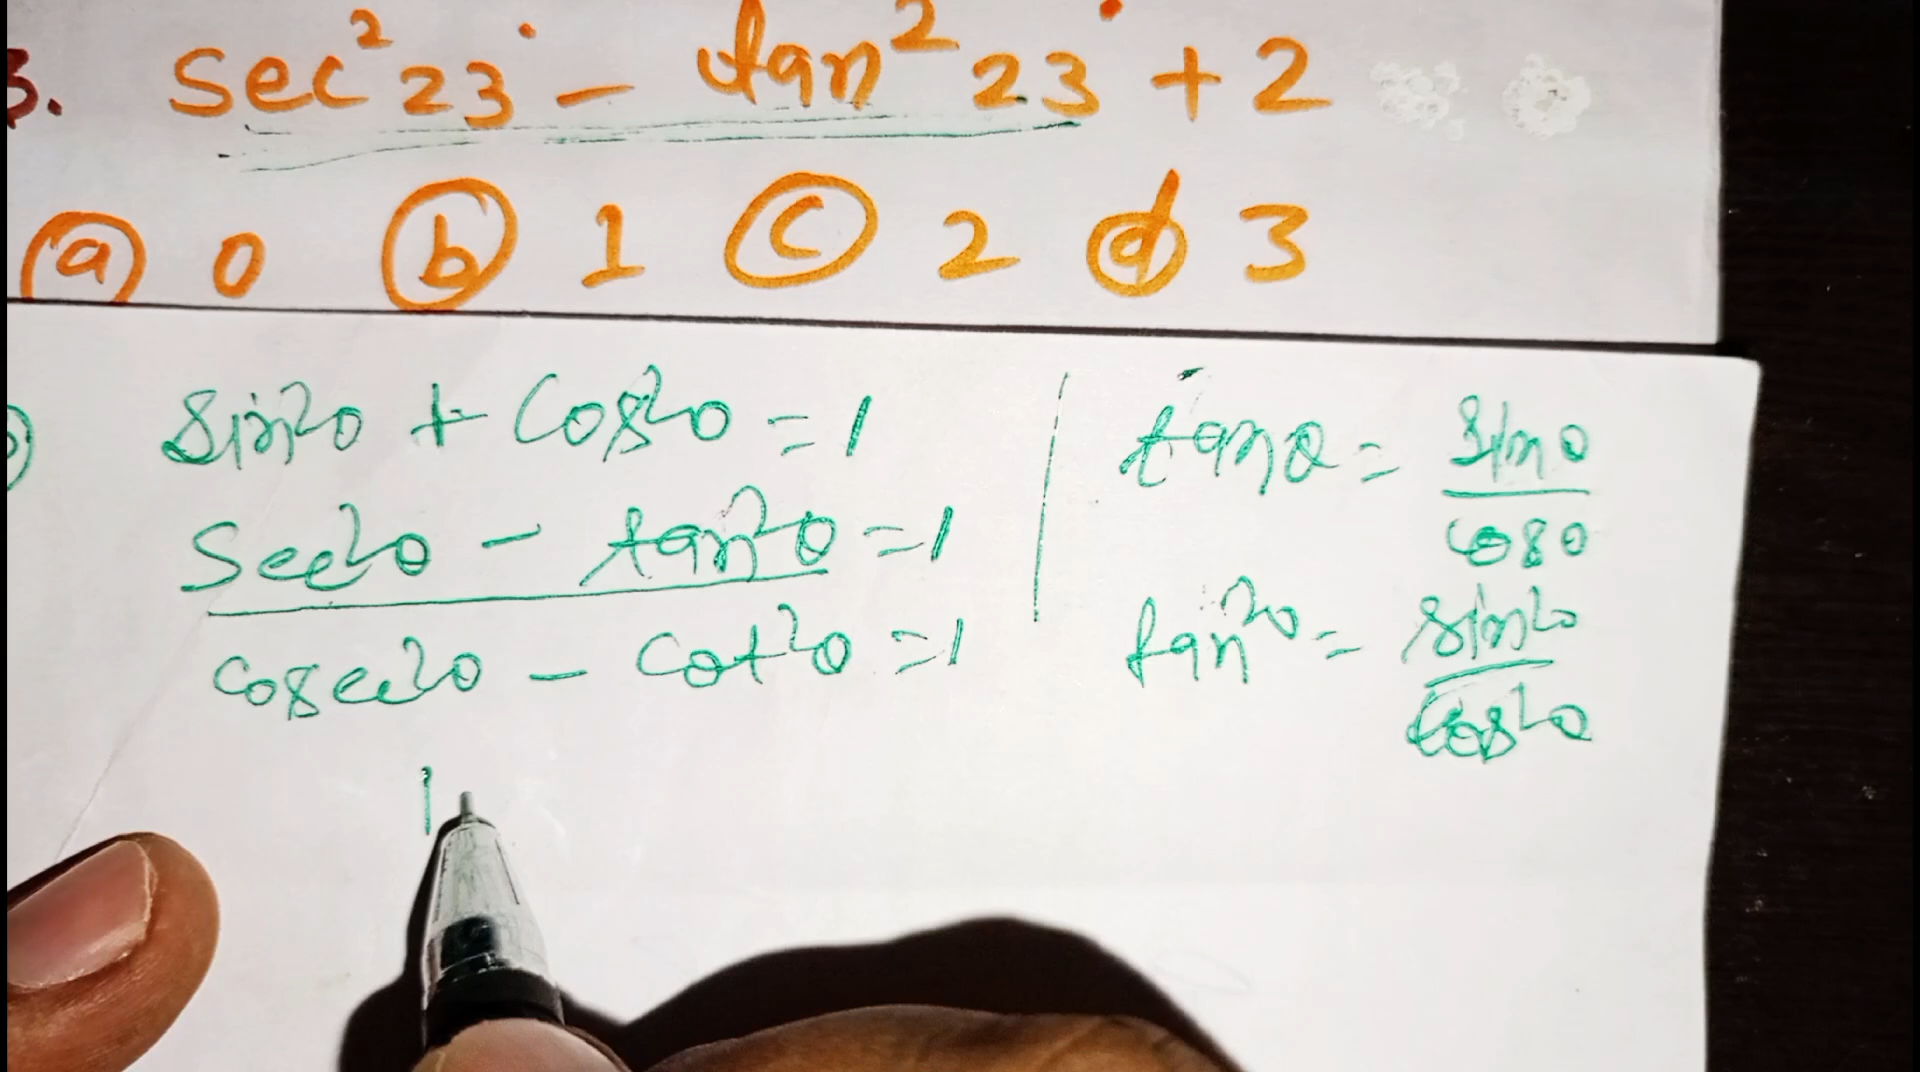 3. sec²23° - tan²23° + 2
(a) 0 (b) 1 (c) 2 (d) 3
sin²θ + cos²θ = 1
sec²θ - tan²θ = 1
cosec²θ - cot²θ = 1
1
tanθ = sinθ/cosθ
tan²θ = sin²θ/cos²θ